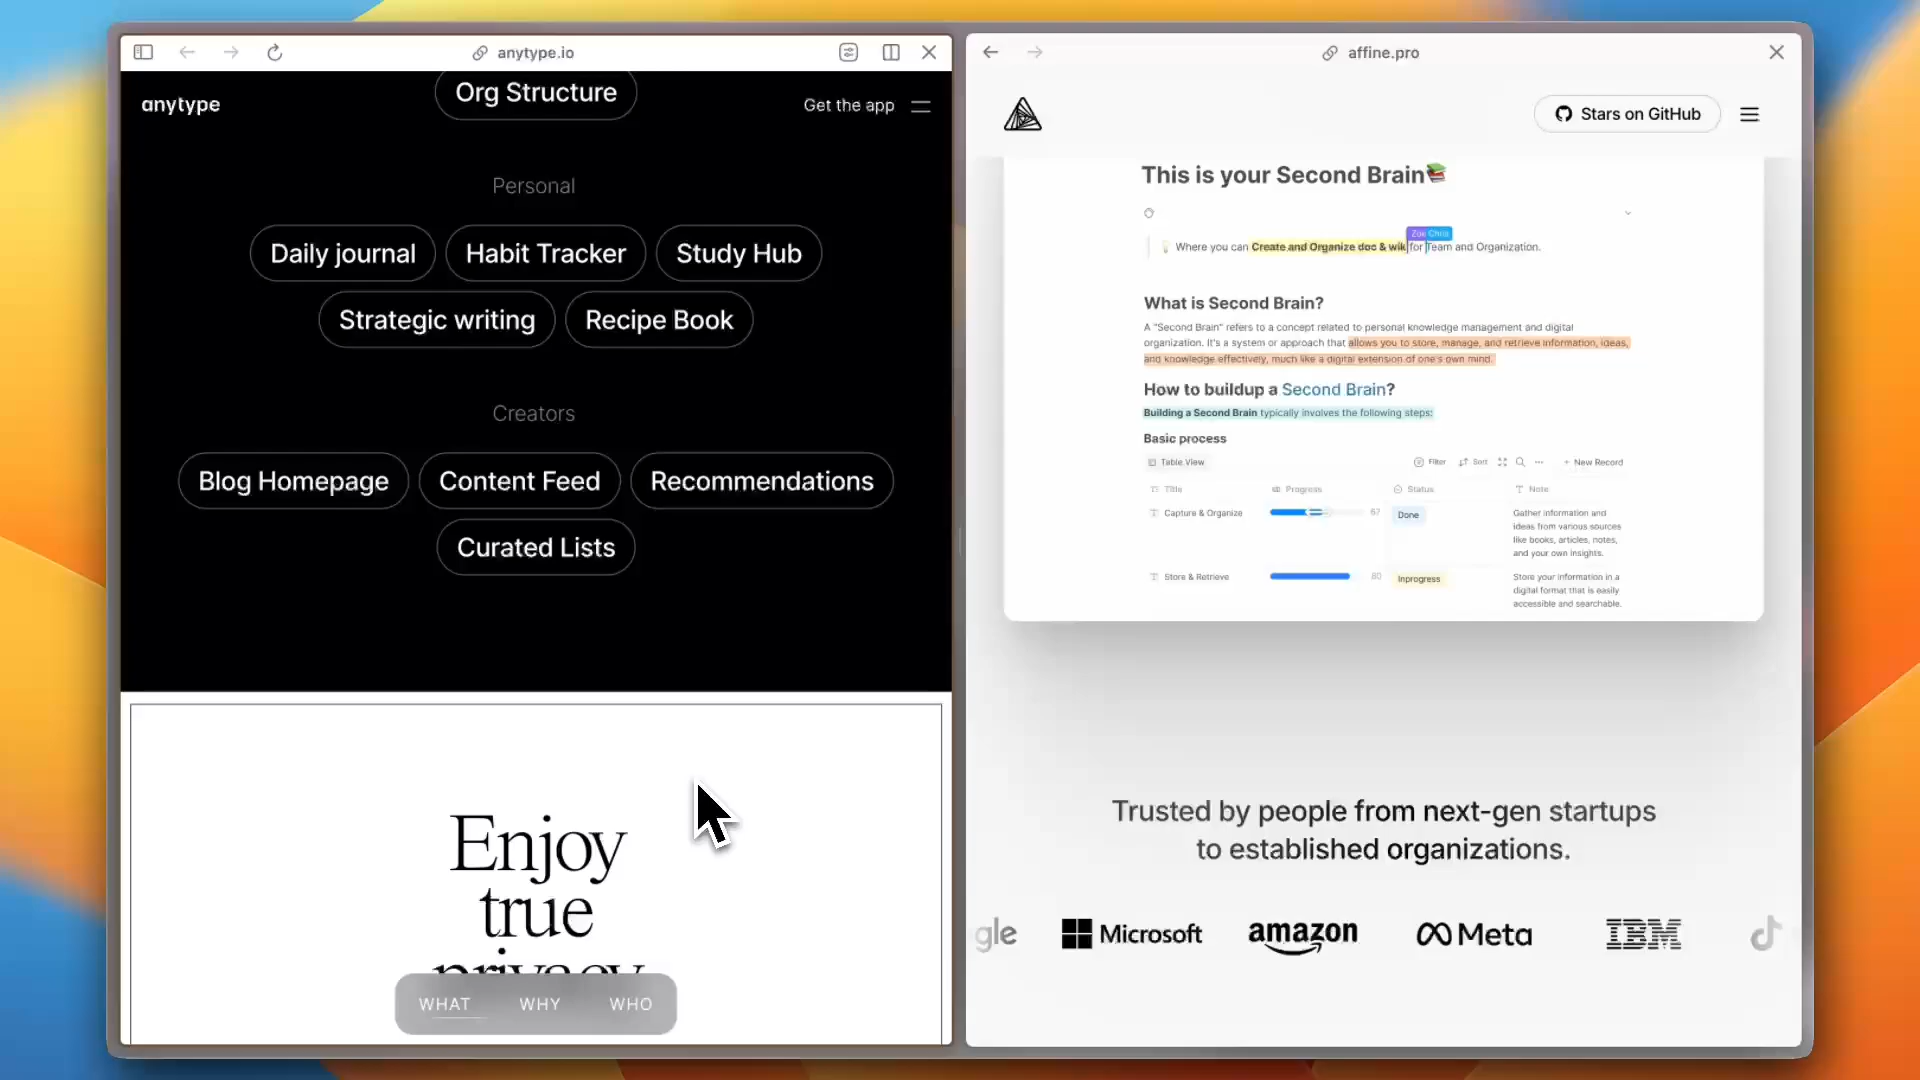 anytype.io
anytype
Org Structure
Get the app
Personal
Daily journal
Habit Tracker
Study Hub
Strategic writing
Recipe Book
Creators
Blog Homepage
Content Feed
Recommendations
Curated Lists
Enjoy
true
privacy
WHAT
WHY
WHO
affine.pro
Stars on GitHub
This is your Second Brain
Zoe Chris
Where you can Create and Organize doc & wiki for Team and Organization.
What is Second Brain?
A "Second Brain" refers to a concept related to personal knowledge management and digital
organization. It's a system or approach that allows you to store, manage, and retrieve information, ideas,
and knowledge effectively, much like a digital extension of one's own mind.
How to buildup a Second Brain?
Building a Second Brain typically involves the following steps:
Basic process
Table View
Filter
Sort
+ New Record
Title
Progress
Status
Note
Capture & Organize
67
Done
Gather information and
ideas from various sources
like books, articles, notes,
and your own insights.
Store & Retrieve
80
Inprogress
Store your information in a
digital format that is easily
accessible and searchable.
Trusted by people from next-gen startups
to established organizations.
gle
Microsoft
amazon
Meta
IBM